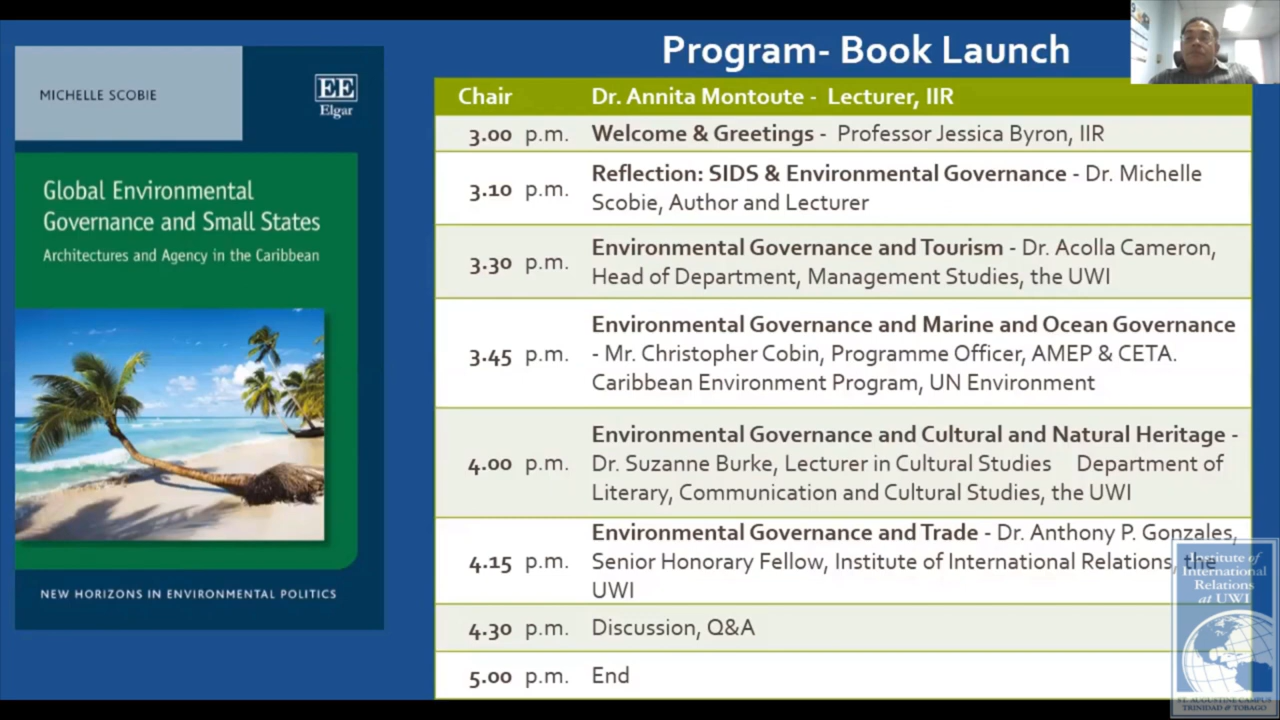 Program- Book Launch
MICHELLE SCOBIE
EE
Elgar
Global Environmental
Governance and Small States
Architectures and Agency in the Caribbean
NEW HORIZONS IN ENVIRONMENTAL POLITICS
Chair Dr. Annita Montoute - Lecturer, IIR
3.00 p.m. Welcome & Greetings - Professor Jessica Byron, IIR
3.10 p.m. Reflection: SIDS & Environmental Governance - Dr. Michelle
Scobie, Author and Lecturer
3.30 p.m. Environmental Governance and Tourism - Dr. Acolla Cameron,
Head of Department, Management Studies, the UWI
3.45 p.m. Environmental Governance and Marine and Ocean Governance
- Mr. Christopher Cobin, Programme Officer, AMEP & CETA.
Caribbean Environment Program, UN Environment
4.00 p.m. Environmental Governance and Cultural and Natural Heritage -
Dr. Suzanne Burke, Lecturer in Cultural Studies Department of
Literary, Communication and Cultural Studies, the UWI
4.15 p.m. Environmental Governance and Trade - Dr. Anthony P. Gonzales,
Senior Honorary Fellow, Institute of International Relations, the
UWI
4.30 p.m. Discussion, Q&A
5.00 p.m. End
Institute of
International
Relations
at UWI
ST. AUGUSTINE CAMPUS
TRINIDAD & TOBAGO